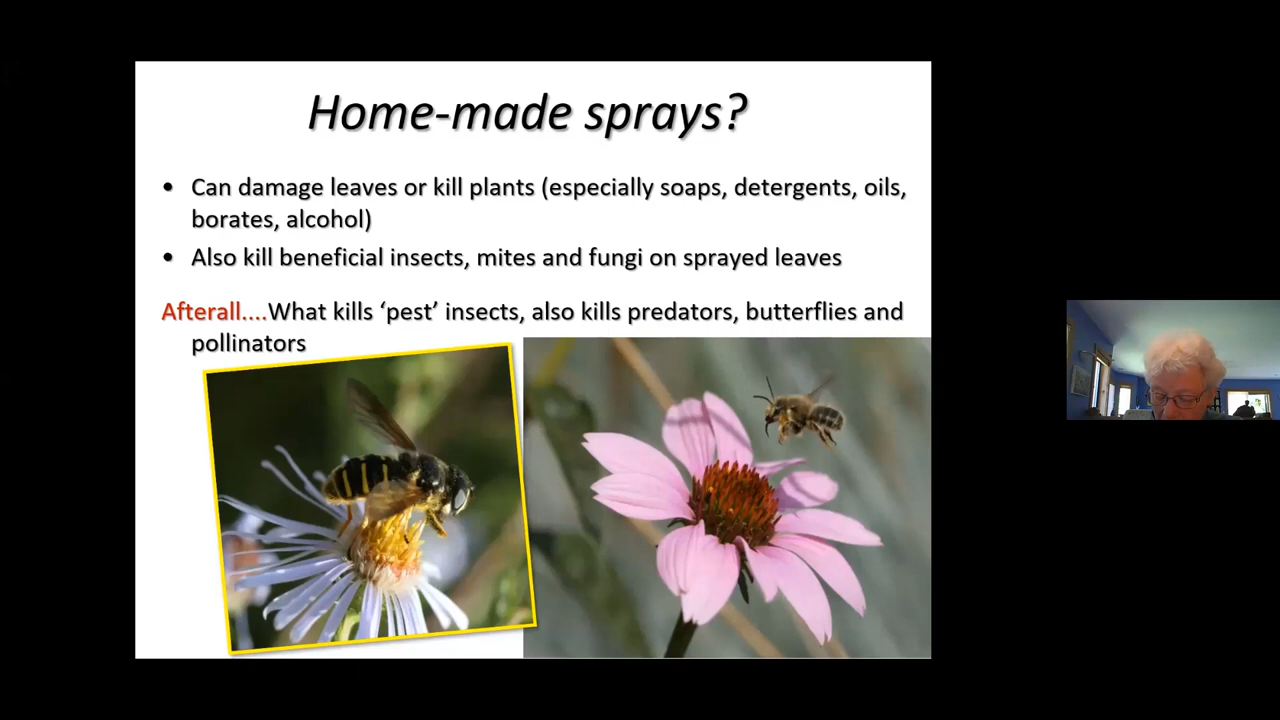 Home-made sprays?
• Can damage leaves or kill plants (especially soaps, detergents, oils,
borates, alcohol)
• Also kill beneficial insects, mites and fungi on sprayed leaves
Afterall....What kills ‘pest’ insects, also kills predators, butterflies and
pollinators